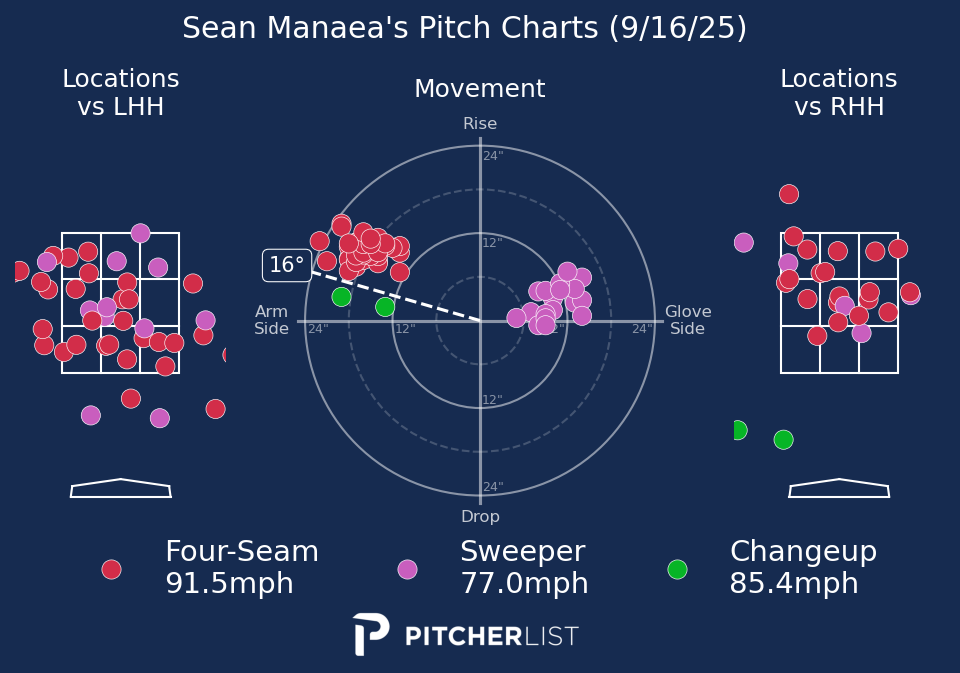 Sean Manaea's Pitch Charts (9/16/25)
Locations
vs LHH
Movement
Locations
vs RHH
Rise
24"
12"
16°
Arm
Side
24"
12"
24"
Glove
Side
12"
24"
Drop
Four-Seam
91.5mph
Sweeper
77.0mph
Changeup
85.4mph
PITCHERLIST